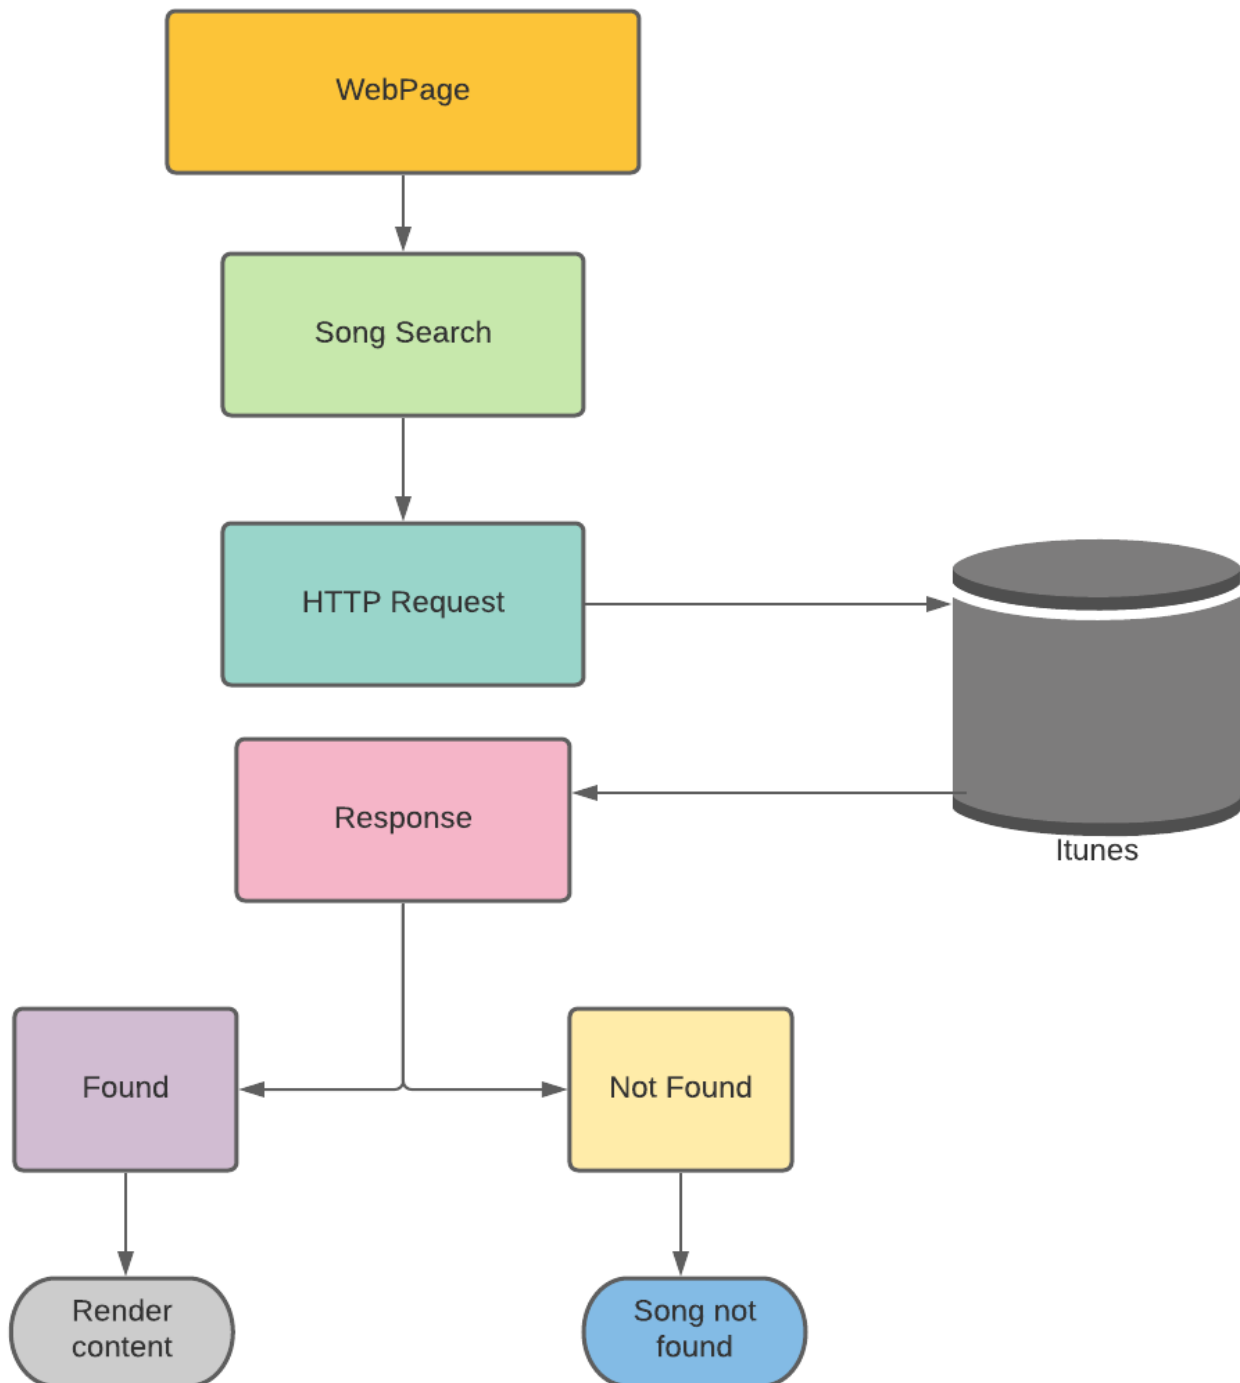 WebPage
Song Search
HTTP Request
Response
Itunes
Found
Not Found
Render
content
Song not
found